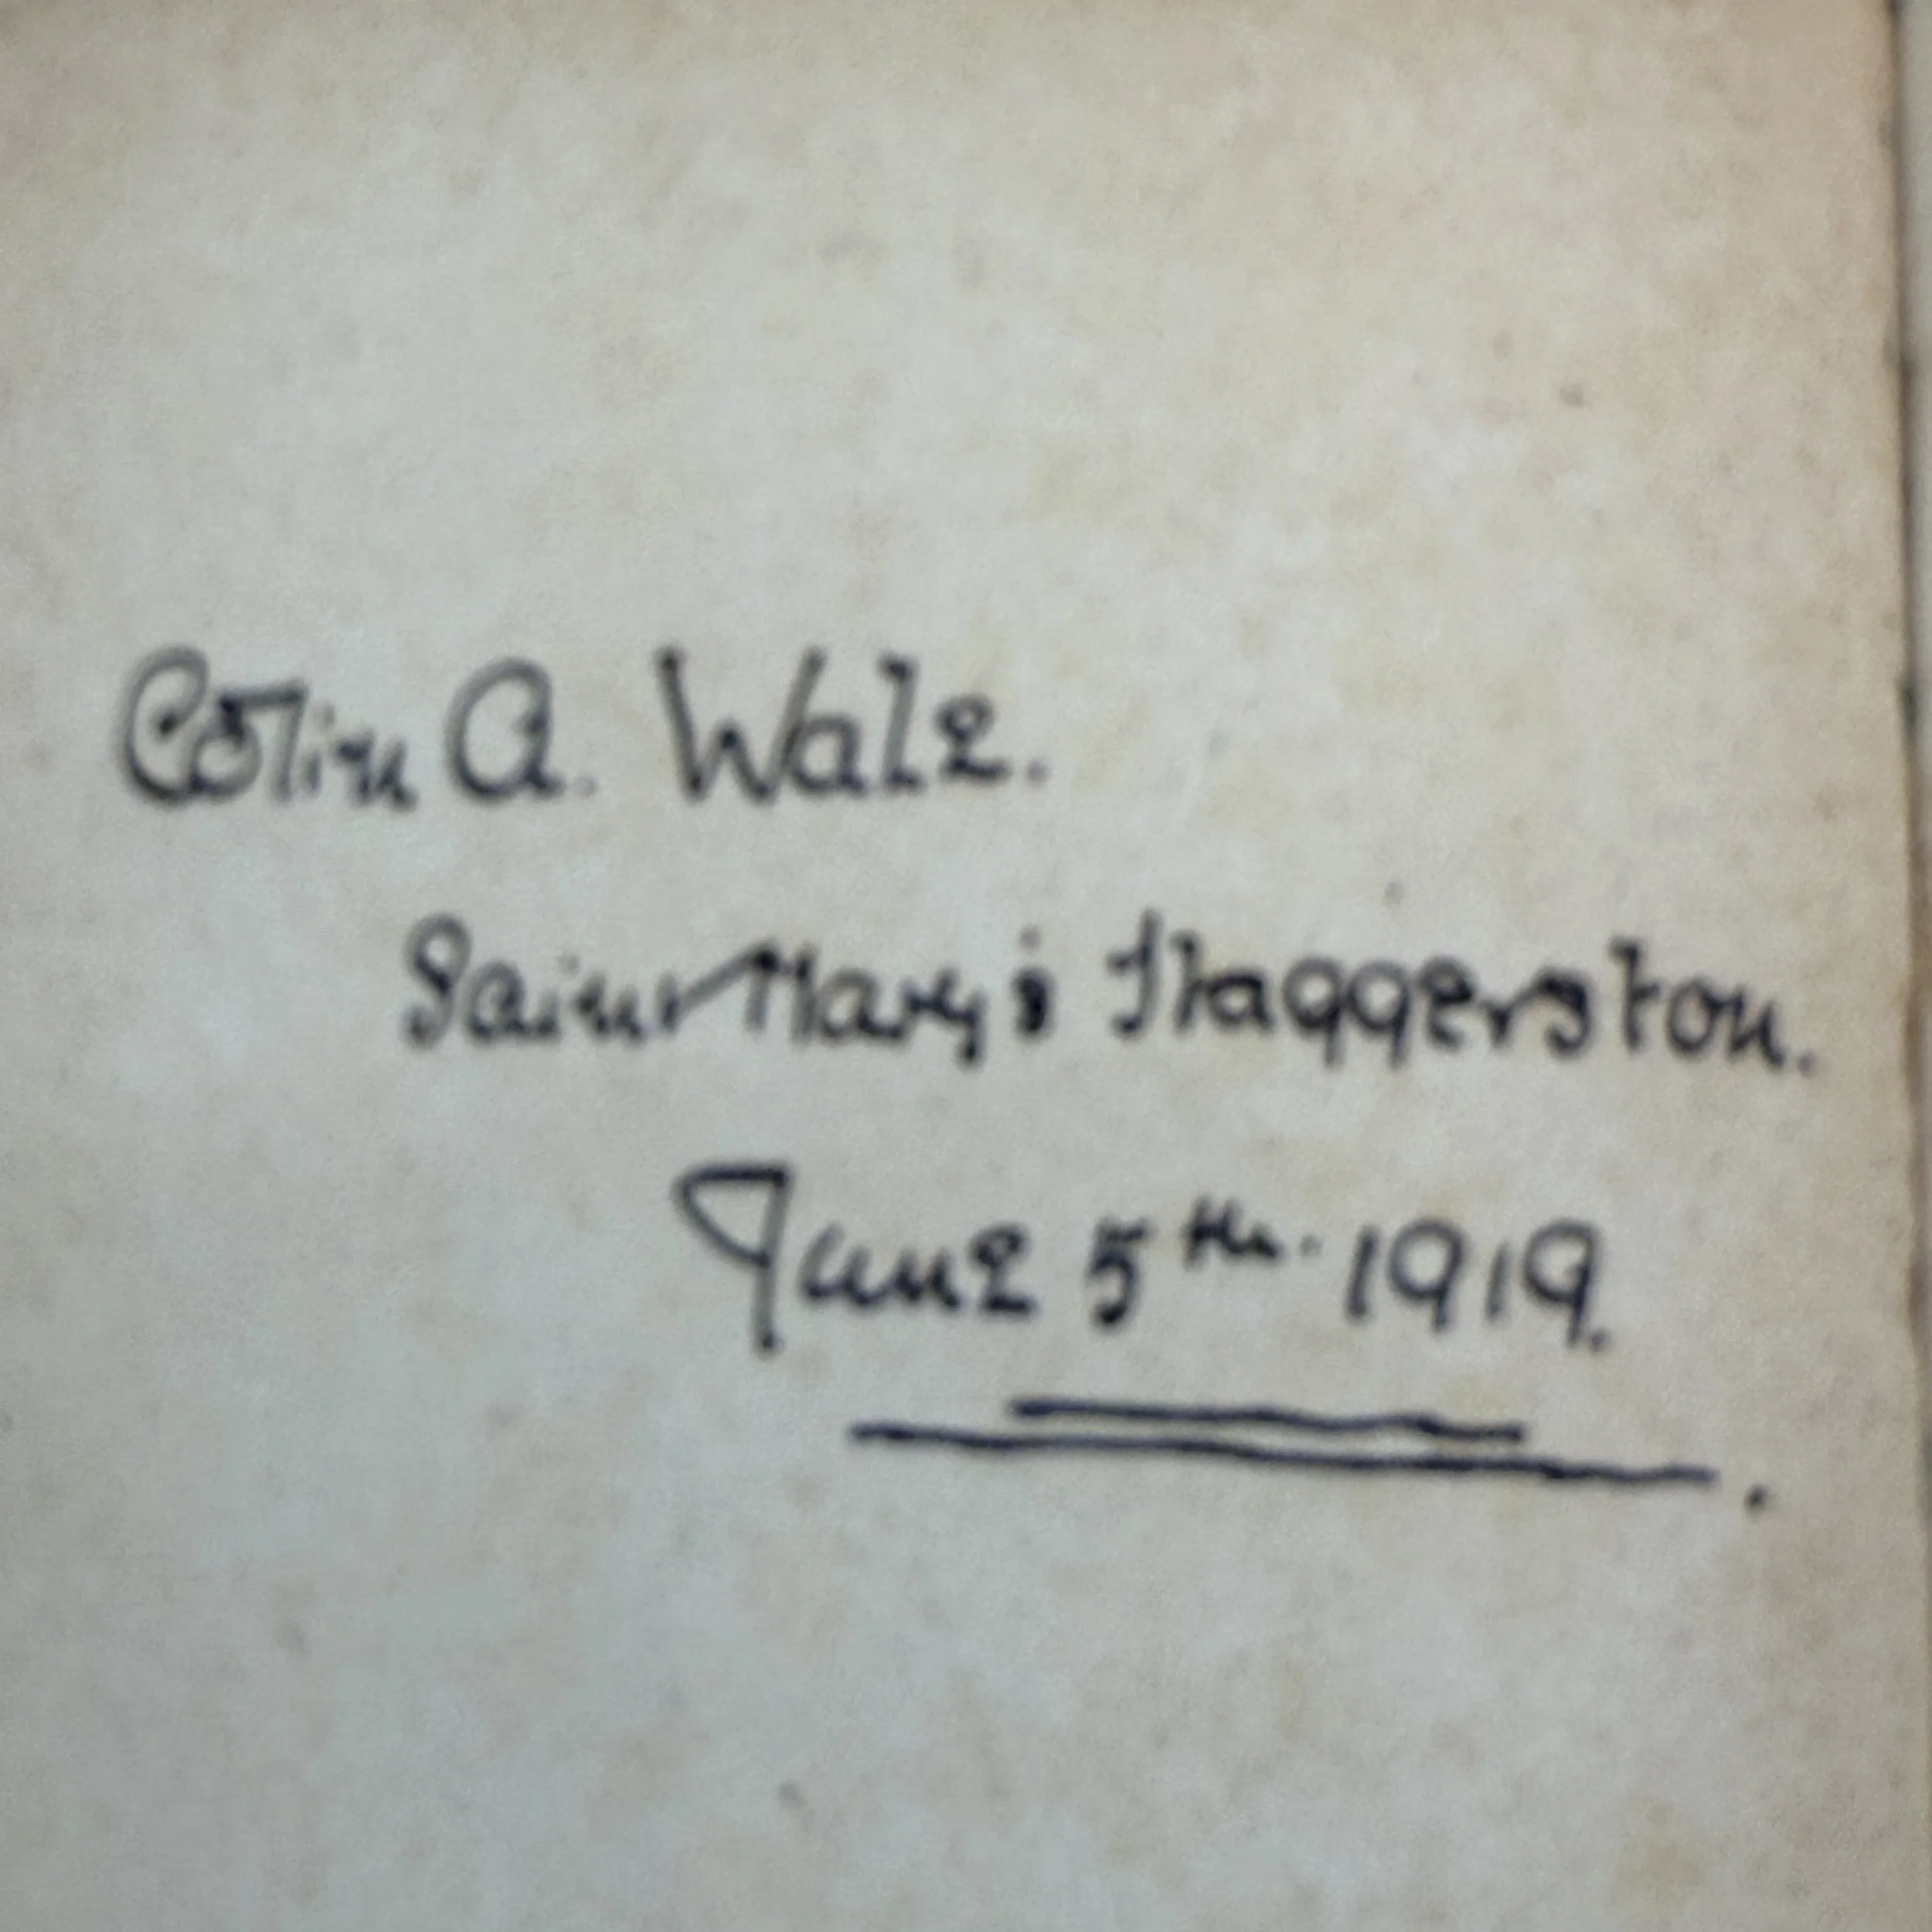 Colin A. Wale.
Saint Mary's Haggerston.
June 5th. 1919.